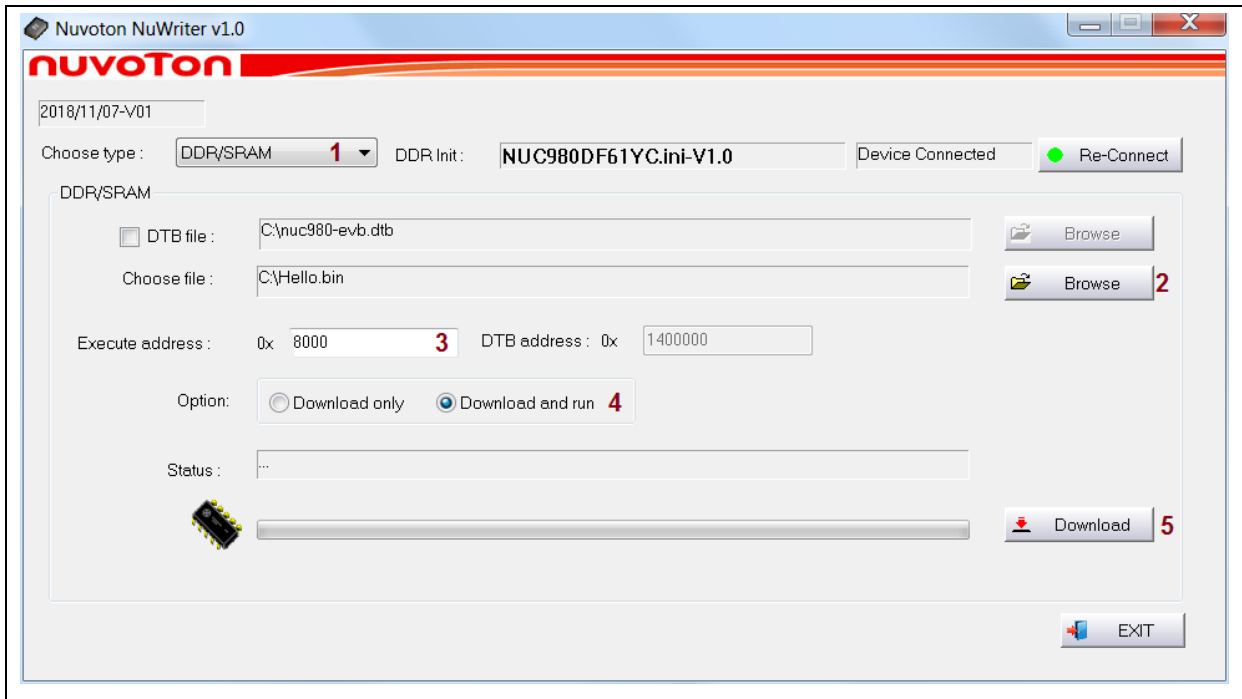 Nuvoton NuWriter v1.0
nuvoTon
2018/11/07-V01
Choose type : DDR/SRAM 1 DDR Init : NUC980DF61YC.ini-V1.0 Device Connected Re-Connect
DDR/SRAM
DTB file : C:\nuc980-evb.dtb Browse
Choose file : C:\Hello.bin Browse 2
Execute address : 0x 8000 3 DTB address : 0x 1400000
Option: Download only Download and run 4
Status : ...
Download 5
EXIT